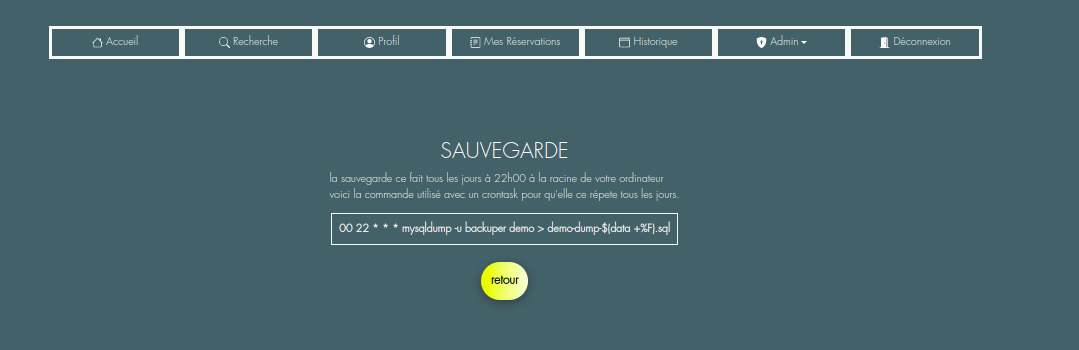 Accueil Recherche Profil Mes Réservations Historique Admin Déconnexion
SAUVEGARDE
la sauvegarde ce fait tous les jours à 22h00 à la racine de votre ordinateur
voici la commande utilisé avec un crontask pour qu'elle ce répete tous les jours.
00 22 * * * mysqldump -u backuper demo > demo-dump-$(data +%F).sql
retour